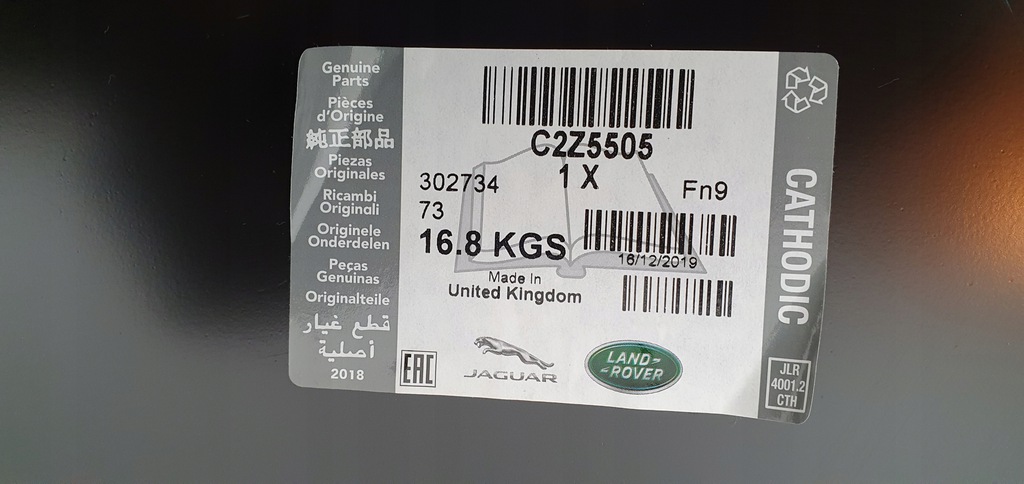 Genuine
Parts
Pièces
d'Origine
純正部品
Piezas
Originales
Ricambi
Originali
Originele
Onderdelen
Peças
Genuinas
Originalteile
قطع غيار
أصلية
2018
C2Z5505
1 X
302734
Fn9
73
16.8 KGS
16/12/2019
Made In
United Kingdom
EAC
JAGUAR
LAND-
-ROVER
CATHODIC
JLR
4001.2
CTH